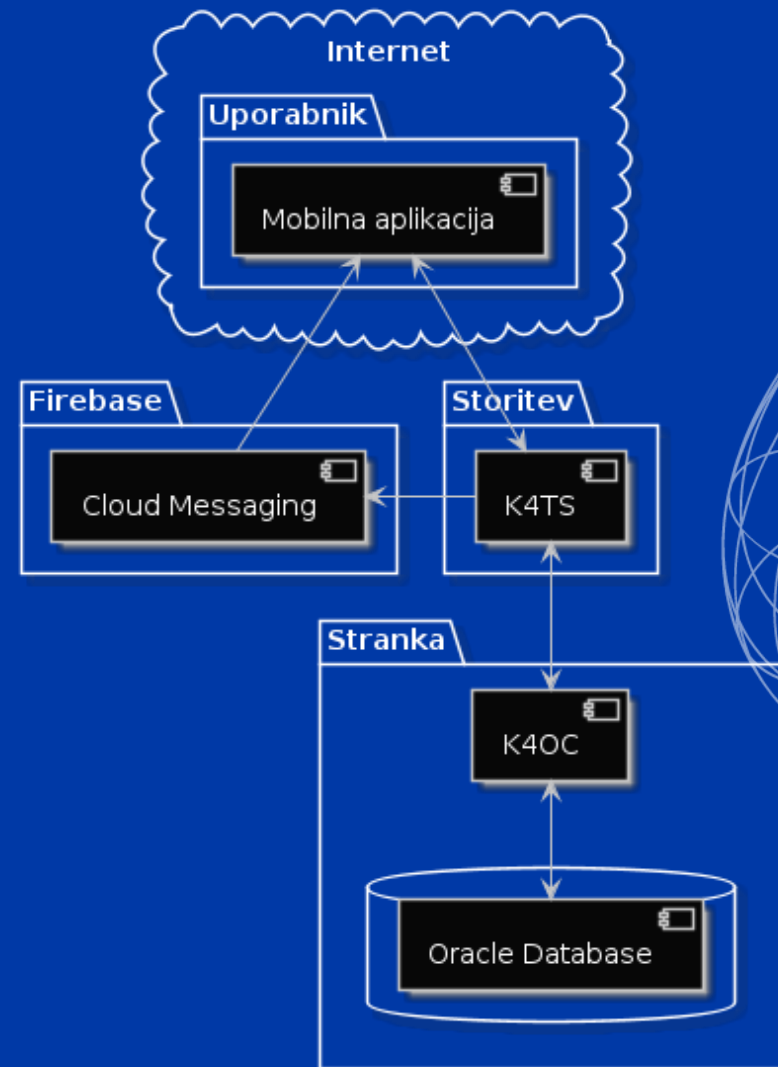 Internet
Uporabnik
Mobilna aplikacija
Firebase
Storitev
Cloud Messaging
K4TS
Stranka
K4OC
Oracle Database